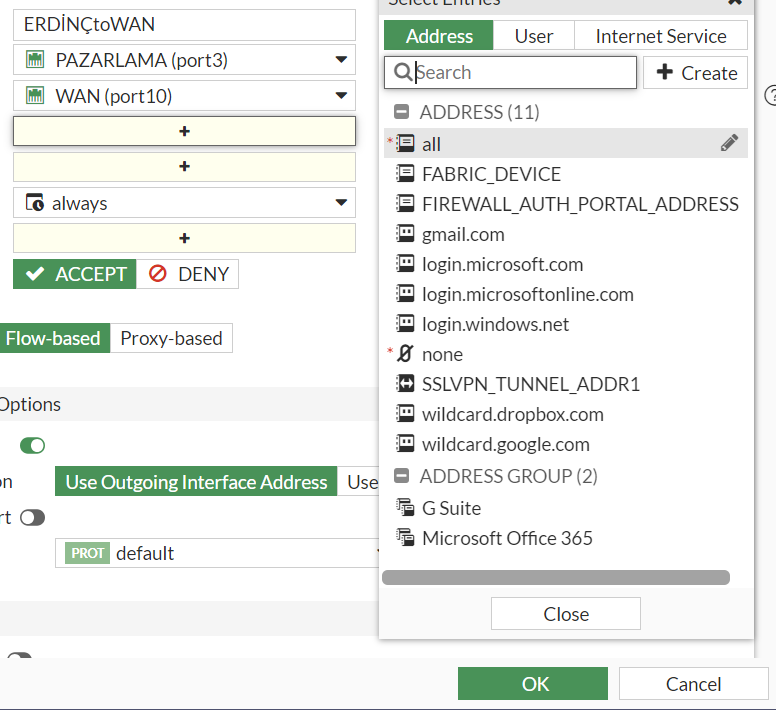 ERDİNÇtoWAN
PAZARLAMA (port3)
WAN (port10)
+
+
always
+
ACCEPT DENY
Flow-based Proxy-based
Options
on
Use Outgoing Interface Address Use
rt
PROT default
Select Entries
Address User Internet Service
Search
+ Create
ADDRESS (11)
* all
FABRIC_DEVICE
FIREWALL_AUTH_PORTAL_ADDRESS
gmail.com
login.microsoft.com
login.microsoftonline.com
login.windows.net
* none
SSLVPN_TUNNEL_ADDR1
wildcard.dropbox.com
wildcard.google.com
ADDRESS GROUP (2)
G Suite
Microsoft Office 365
Close
OK Cancel